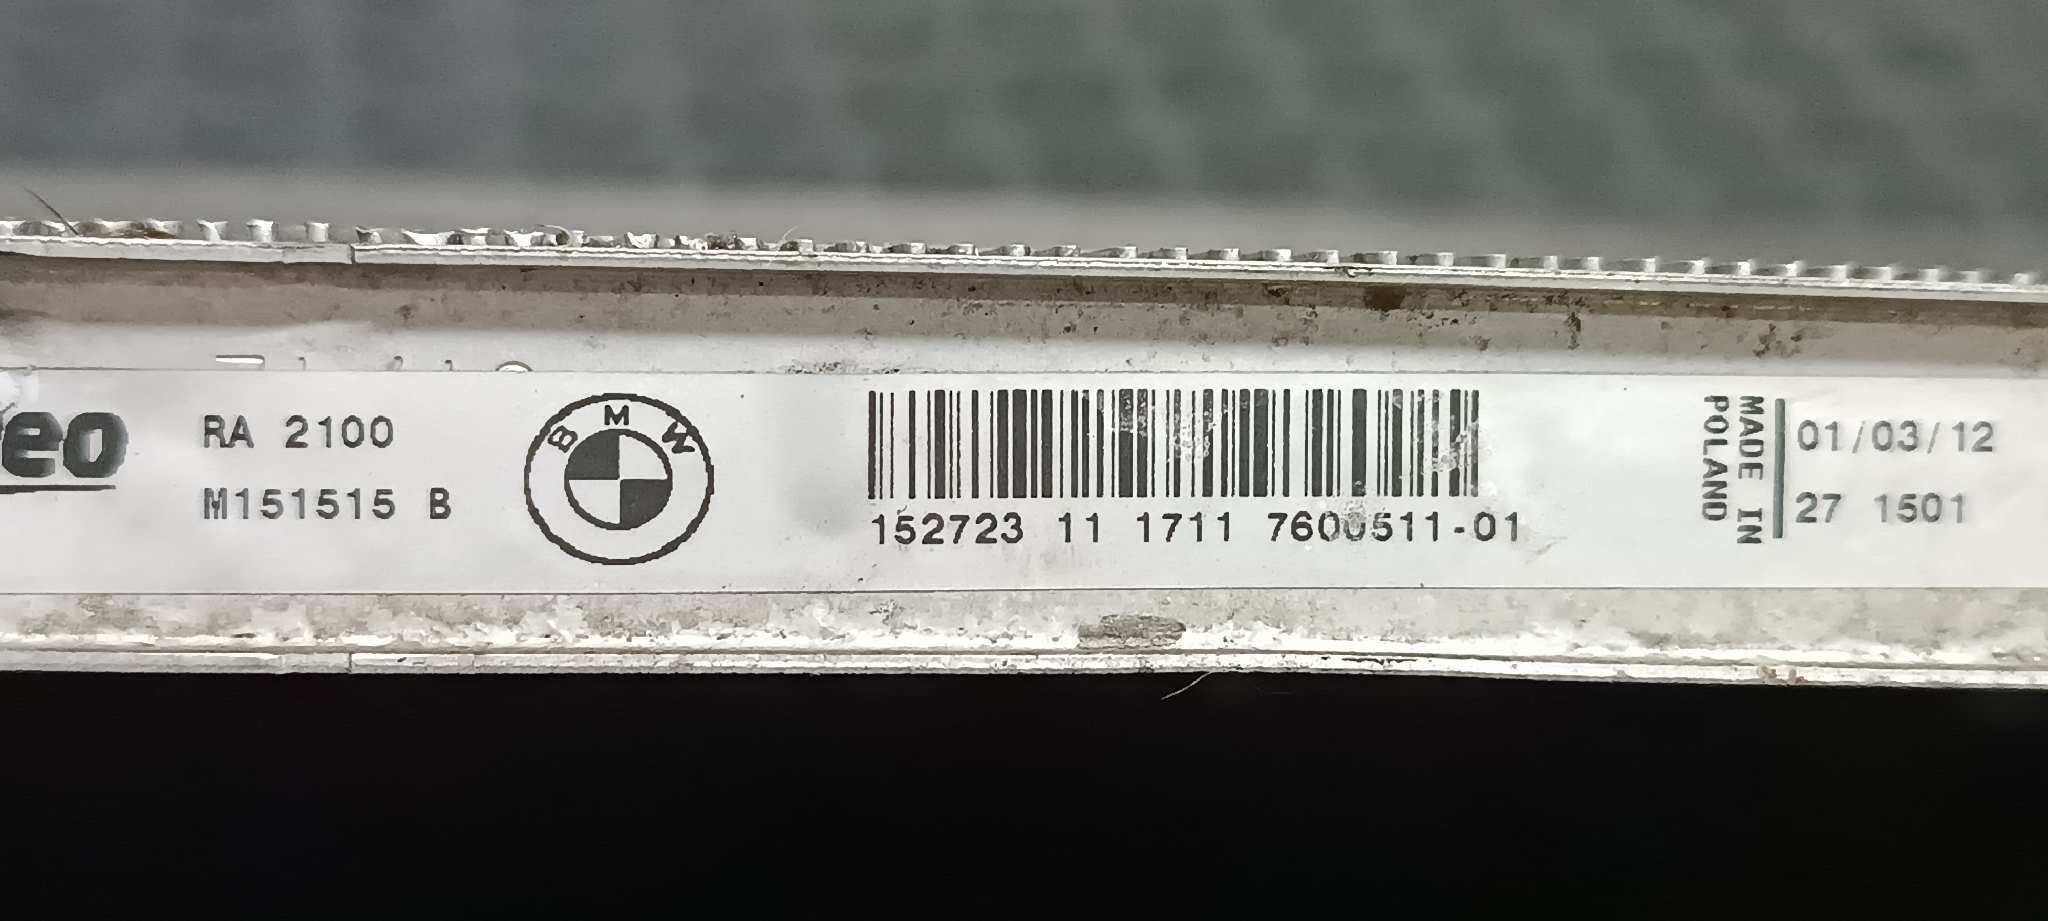 eo
RA 2100
M151515 B
BMW
152723 11 1711 7600511-01
MADE IN
POLAND
01/03/12
27 1501